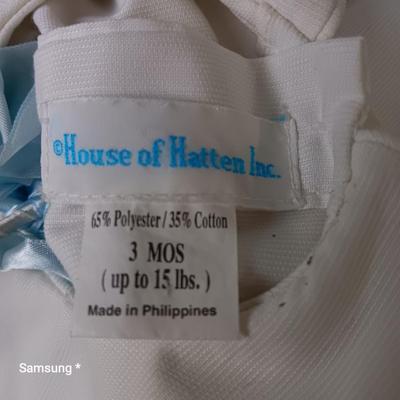 ©House of Hatten Inc.
65% Polyester / 35% Cotton
3 MOS
( up to 15 lbs. )
Made in Philippines
Samsung *